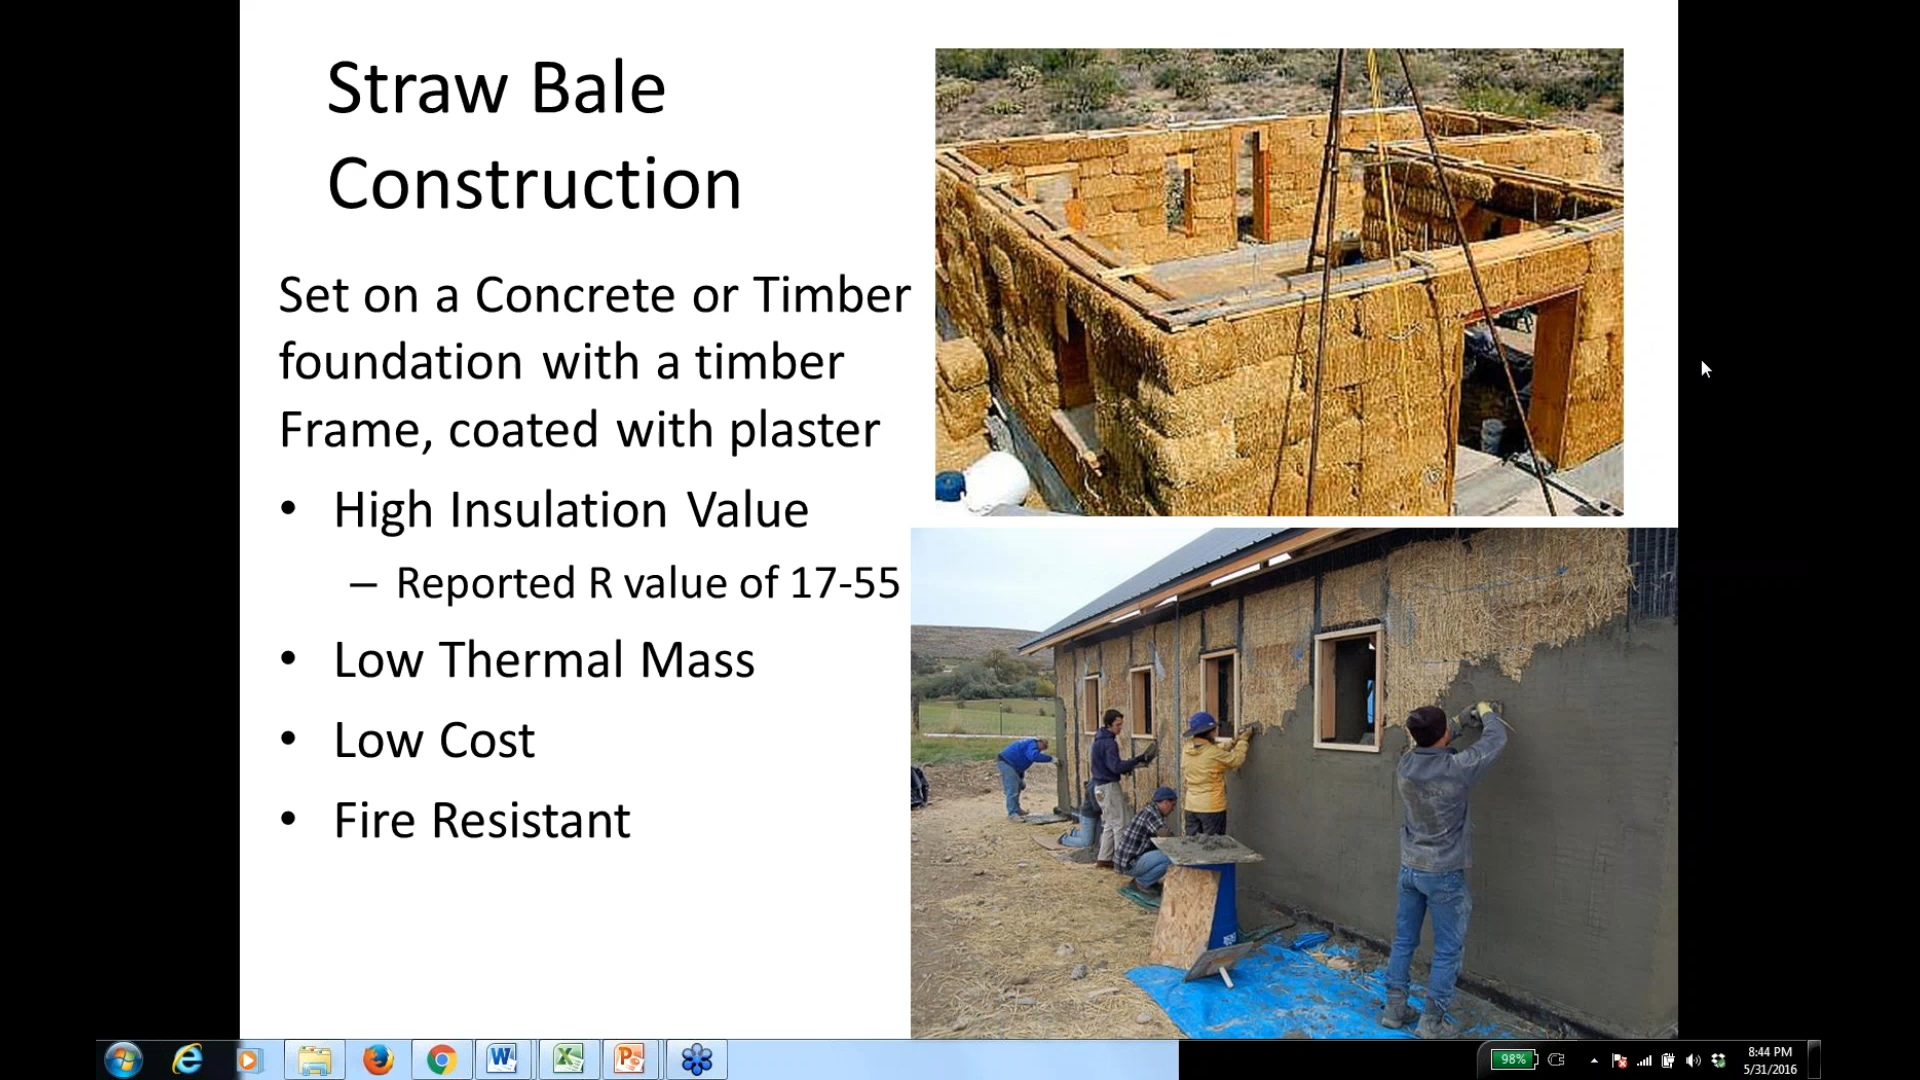 Straw Bale
Construction
Set on a Concrete or Timber
foundation with a timber
Frame, coated with plaster
• High Insulation Value
– Reported R value of 17-55
• Low Thermal Mass
• Low Cost
• Fire Resistant
98%
8:44 PM
5/31/2016